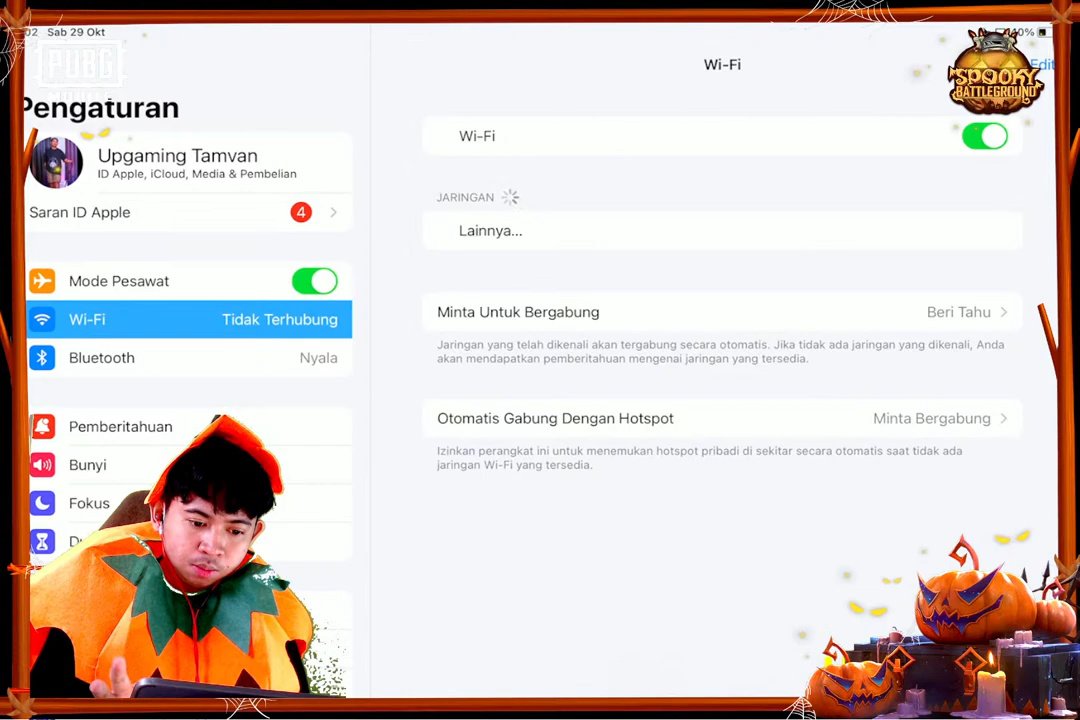 02 Sab 29 Okt
40%
PUBG
MOBILE
SPOOKY
BATTLEGROUND
Edit
Pengaturan
Upgaming Tamvan
ID Apple, iCloud, Media & Pembelian
Saran ID Apple 4
Mode Pesawat
Wi-Fi Tidak Terhubung
Bluetooth Nyala
Pemberitahuan
Bunyi
Fokus
Wi-Fi
Wi-Fi
JARINGAN
Lainnya...
Minta Untuk Bergabung Beri Tahu
Jaringan yang telah dikenali akan tergabung secara otomatis. Jika tidak ada jaringan yang dikenali, Anda
akan mendapatkan pemberitahuan mengenai jaringan yang tersedia.
Otomatis Gabung Dengan Hotspot Minta Bergabung
Izinkan perangkat ini untuk menemukan hotspot pribadi di sekitar secara otomatis saat tidak ada
jaringan Wi-Fi yang tersedia.